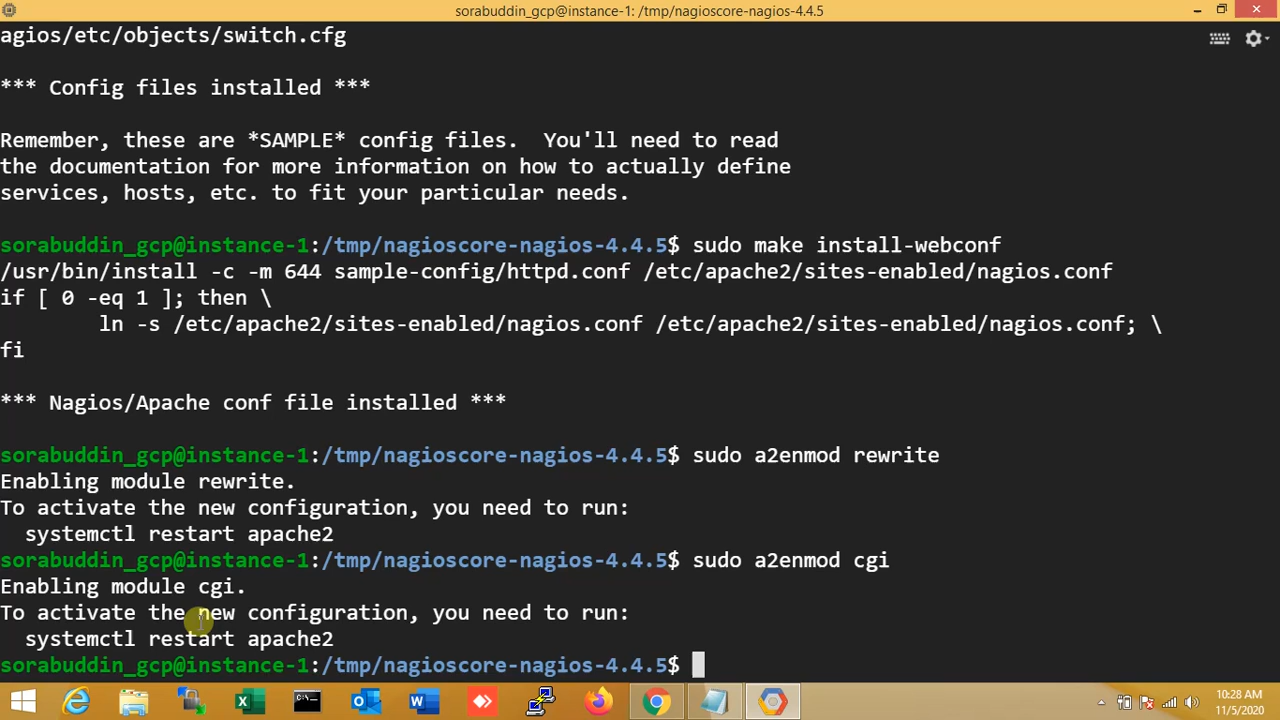 sorabuddin_gcp@instance-1: /tmp/nagioscore-nagios-4.4.5
agios/etc/objects/switch.cfg
*** Config files installed ***
Remember, these are *SAMPLE* config files.  You'll need to read
the documentation for more information on how to actually define
services, hosts, etc. to fit your particular needs.
sorabuddin_gcp@instance-1:/tmp/nagioscore-nagios-4.4.5$ sudo make install-webconf
/usr/bin/install -c -m 644 sample-config/httpd.conf /etc/apache2/sites-enabled/nagios.conf
if [ 0 -eq 1 ]; then \
ln -s /etc/apache2/sites-enabled/nagios.conf /etc/apache2/sites-enabled/nagios.conf; \
fi
*** Nagios/Apache conf file installed ***
sorabuddin_gcp@instance-1:/tmp/nagioscore-nagios-4.4.5$ sudo a2enmod rewrite
Enabling module rewrite.
To activate the new configuration, you need to run:
systemctl restart apache2
sorabuddin_gcp@instance-1:/tmp/nagioscore-nagios-4.4.5$ sudo a2enmod cgi
Enabling module cgi.
To activate the new configuration, you need to run:
systemctl restart apache2
sorabuddin_gcp@instance-1:/tmp/nagioscore-nagios-4.4.5$
10:28 AM
11/5/2020